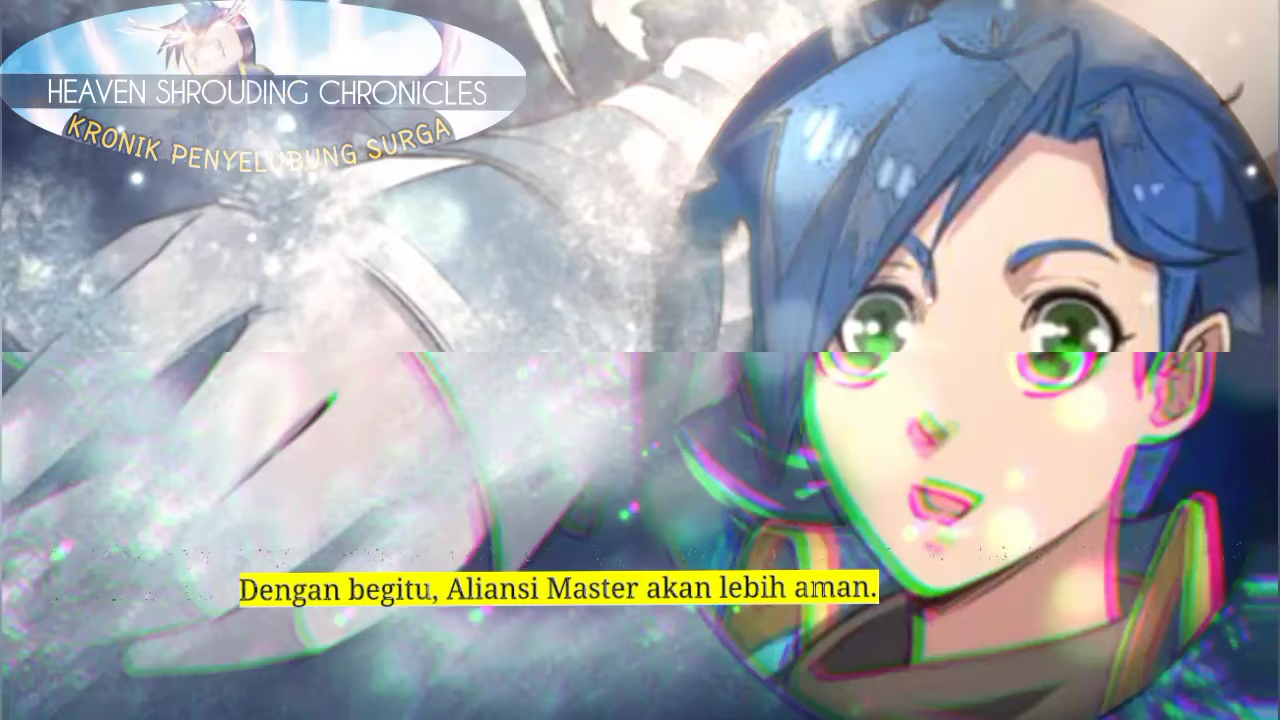 HEAVEN SHROUDING CHRONICLES
KRONIK PENYELUBUNG SURGA
Dengan begitu, Aliansi Master akan lebih aman.